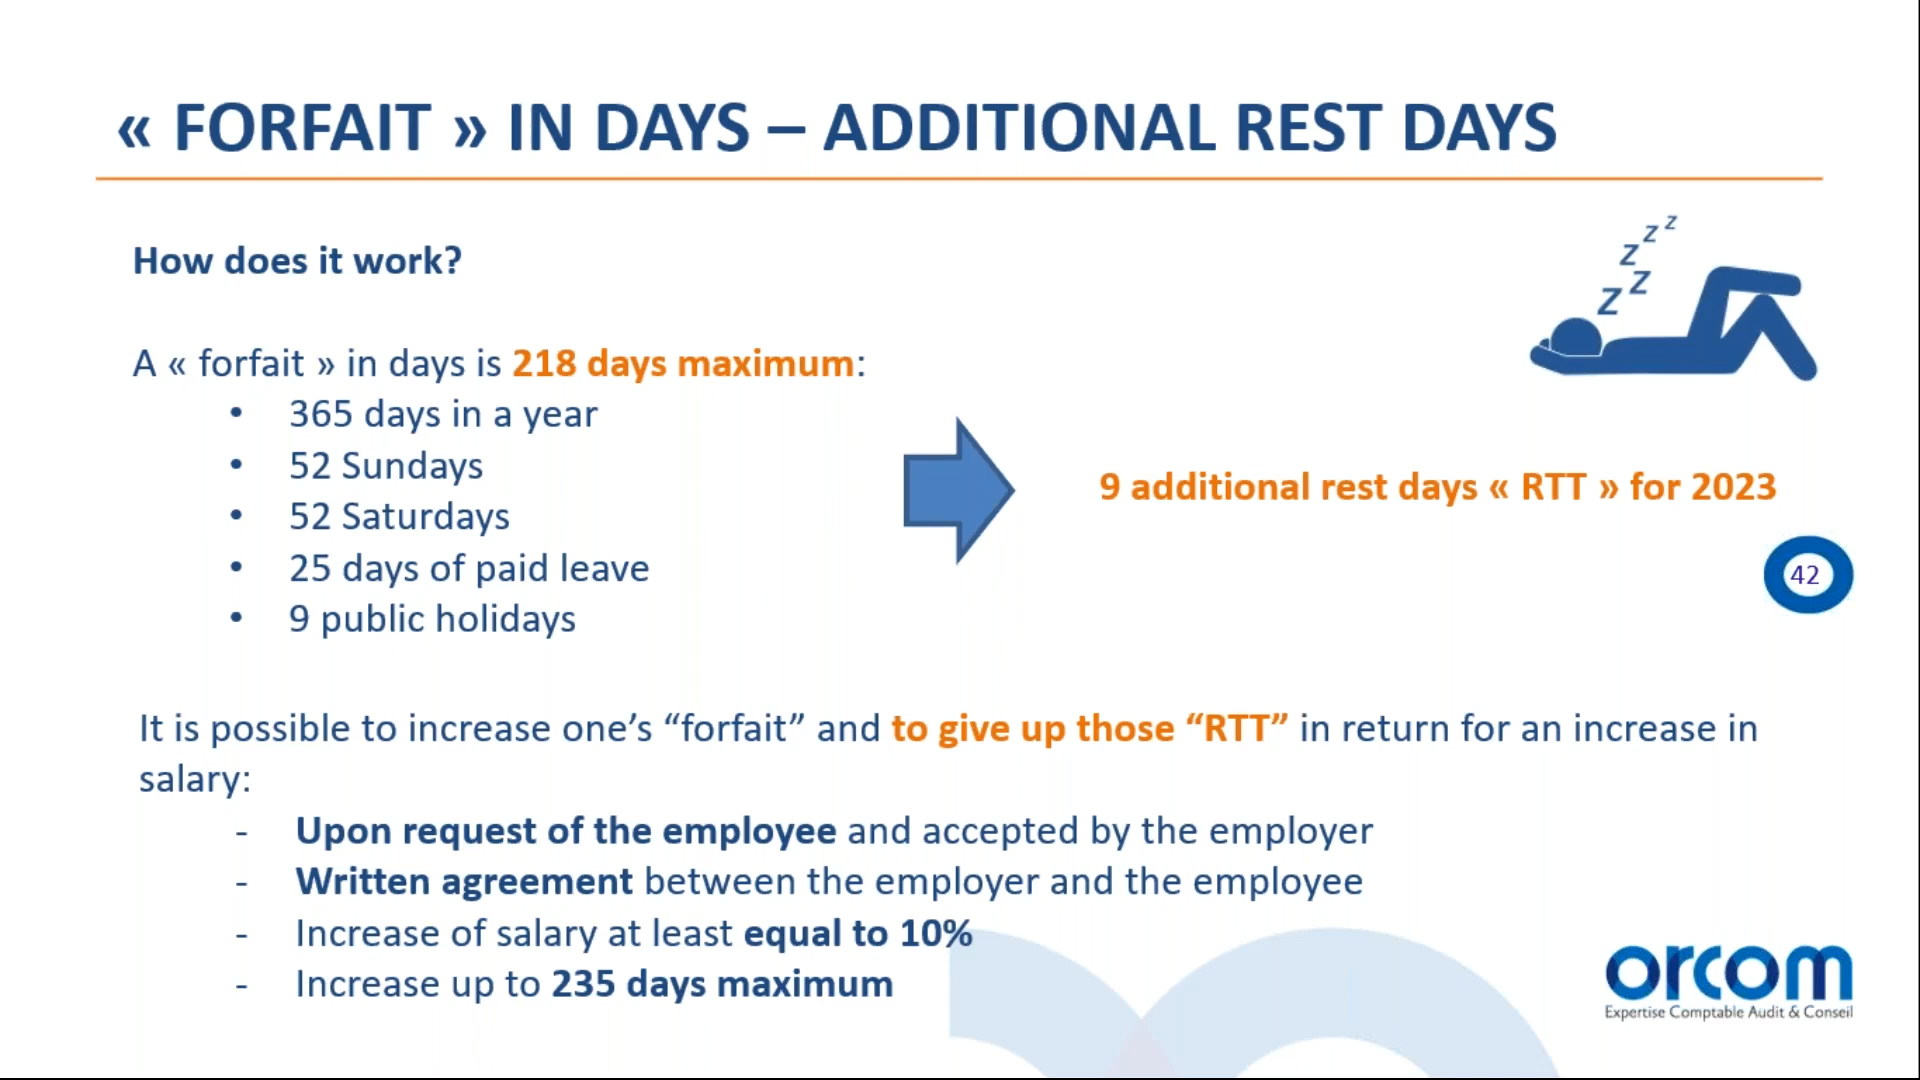 « FORFAIT » IN DAYS – ADDITIONAL REST DAYS
How does it work?
z
z
z
z
z
A « forfait » in days is 218 days maximum:
• 365 days in a year
• 52 Sundays
• 52 Saturdays
• 25 days of paid leave
• 9 public holidays
9 additional rest days « RTT » for 2023
42
It is possible to increase one’s “forfait” and to give up those “RTT” in return for an increase in
salary:
- Upon request of the employee and accepted by the employer
- Written agreement between the employer and the employee
- Increase of salary at least equal to 10%
- Increase up to 235 days maximum
orcom
Expertise Comptable Audit & Conseil